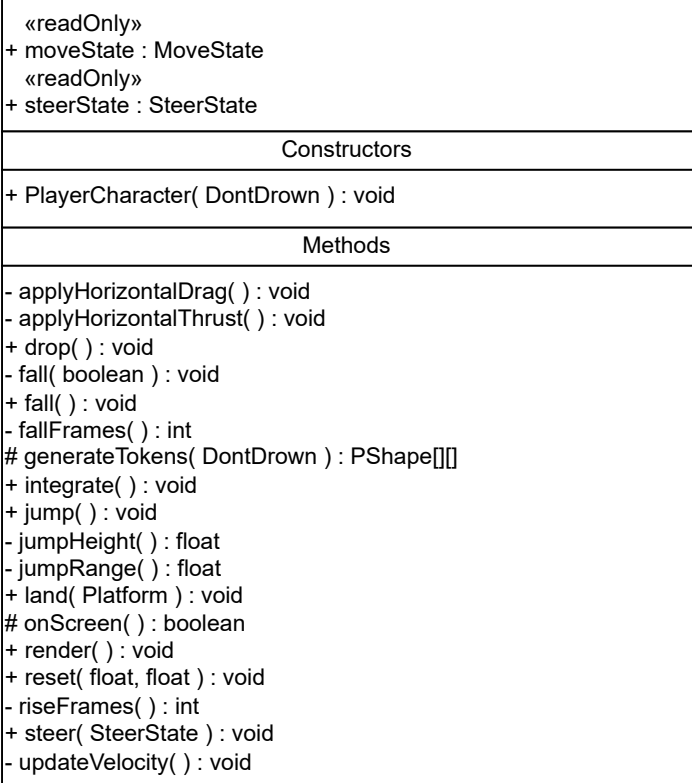 «readOnly»
+ moveState : MoveState
«readOnly»
+ steerState : SteerState
Constructors
+ PlayerCharacter( DontDrown ) : void
Methods
- applyHorizontalDrag( ) : void
- applyHorizontalThrust( ) : void
+ drop( ) : void
- fall( boolean ) : void
+ fall( ) : void
- fallFrames( ) : int
# generateTokens( DontDrown ) : PShape[][]
+ integrate( ) : void
+ jump( ) : void
- jumpHeight( ) : float
- jumpRange( ) : float
+ land( Platform ) : void
# onScreen( ) : boolean
+ render( ) : void
+ reset( float, float ) : void
- riseFrames( ) : int
+ steer( SteerState ) : void
- updateVelocity( ) : void